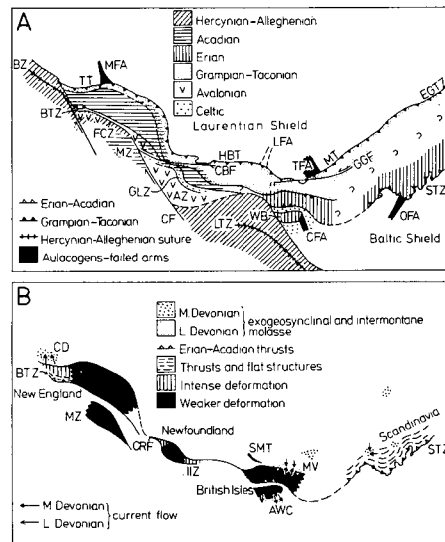 A
Hercynian-Alleghenian
Acadian
Erian
Grampian-Taconian
Avalonian
Celtic
BZ
TT
MFA
BTZ
FCZ
MZ
GLZ
AZ
CF
Laurentian Shield
LFA
HBT
CBF
TFA
MT
GGF
EGTZ
STZ
WB
LTZ
CFA
OFA
Baltic Shield
Erian-Acadian
Grampian-Taconian
Hercynian-Alleghenian suture
Aulacogens-failed arms
B
M.Devonian
L. Devonian
exogeosynclinal and intermontane
molasse
Erian-Acadian thrusts
Thrusts and flat structures
Intense deformation
Weaker deformation
CD
BTZ
New England
MZ
CRF
Newfoundland
IIZ
SMT
MV
British Isles
AWC
Scandinavia
STZ
M.Devonian
L. Devonian
current flow